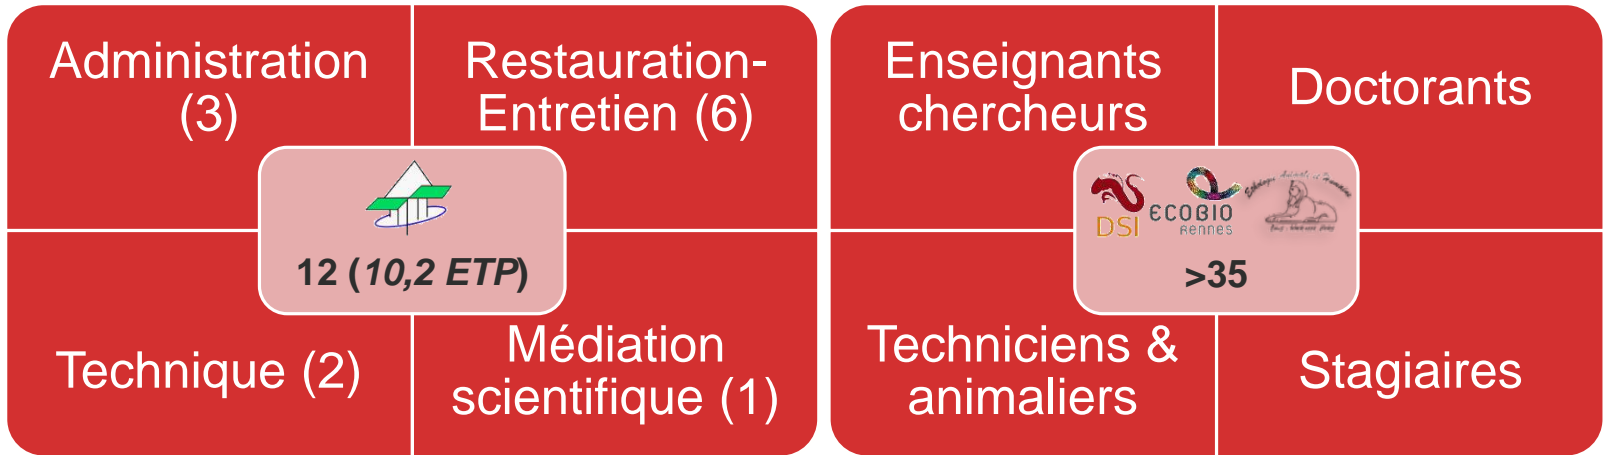 Administration
(3)
Restauration-
Entretien (6)
12 (10,2 ETP)
Technique (2)
Médiation
scientifique (1)
Enseignants
chercheurs
Doctorants
DSI
ECOBIO
Rennes
>35
Techniciens &
animaliers
Stagiaires